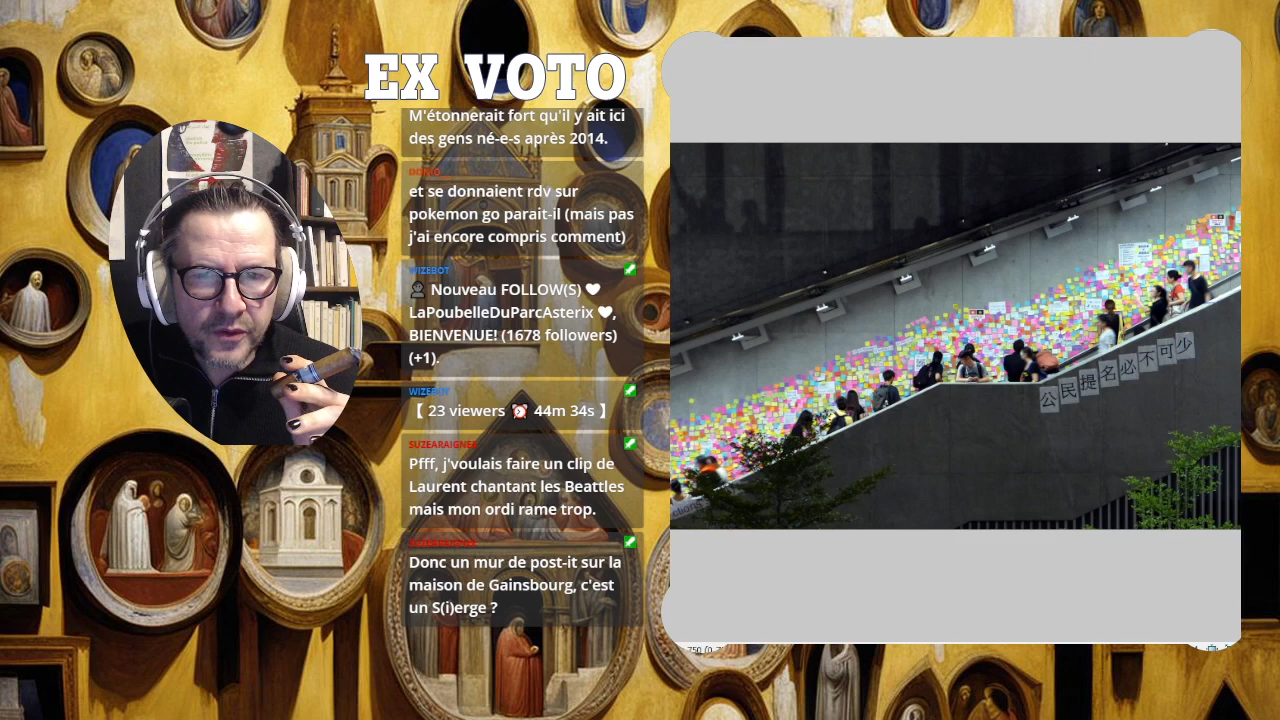 EX VOTO
M'étonnerait fort qu'il y ait ici
des gens né-e-s après 2014.
et se donnaient rdv sur
pokemon go parait-il (mais pas
j'ai encore compris comment)
WIZEBOT
Nouveau FOLLOW(S)
LaPoubelleDuParcAsterix ,
BIENVENUE! (1678 followers)
(+1).
WIZEBOT
【 23 viewers ⏰ 44m 34s 】
SUZEARAIGNEE
Pfff, j'voulais faire un clip de
Laurent chantant les Beattles
mais mon ordi rame trop.
Donc un mur de post-it sur la
maison de Gainsbourg, c'est
un S(i)erge ?
公民提名必不可少